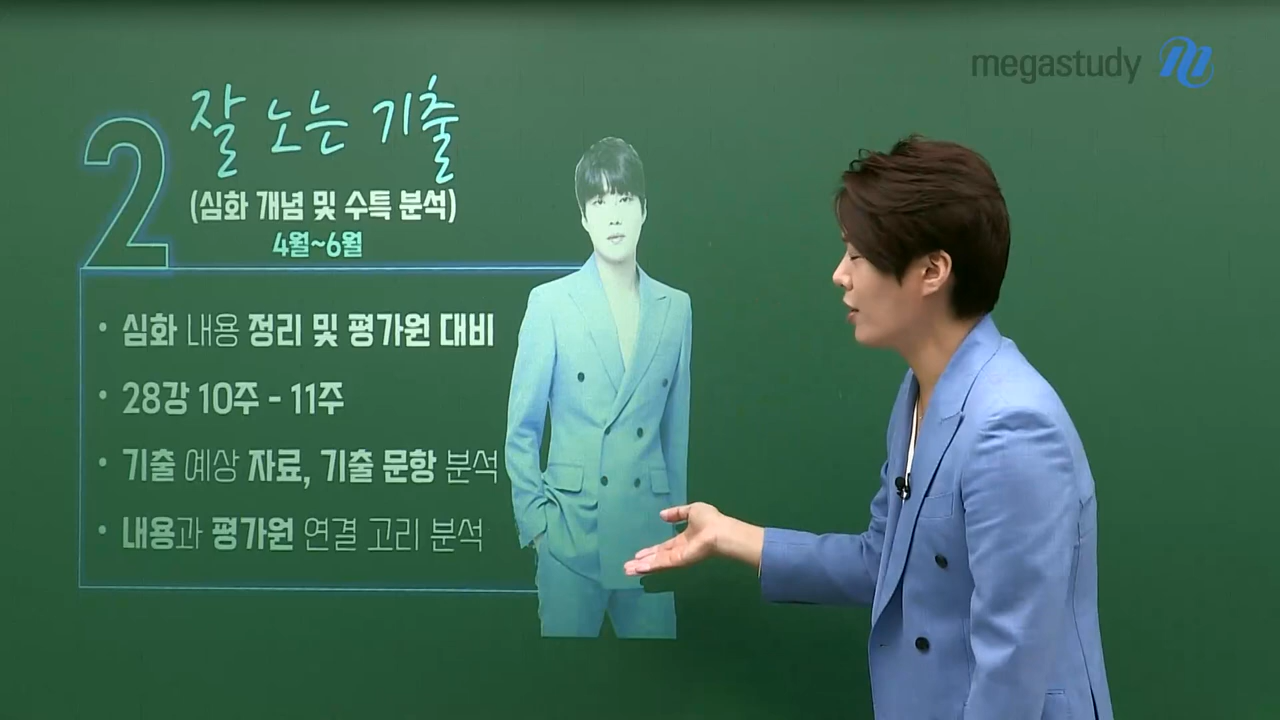 megastudy
2
잘 노는 기출
(심화 개념 및 수특 분석)
4월~6월
• 심화 내용 정리 및 평가원 대비
• 28강 10주 - 11주
• 기출 예상 자료, 기출 문항 분석
• 내용과 평가원 연결 고리 분석